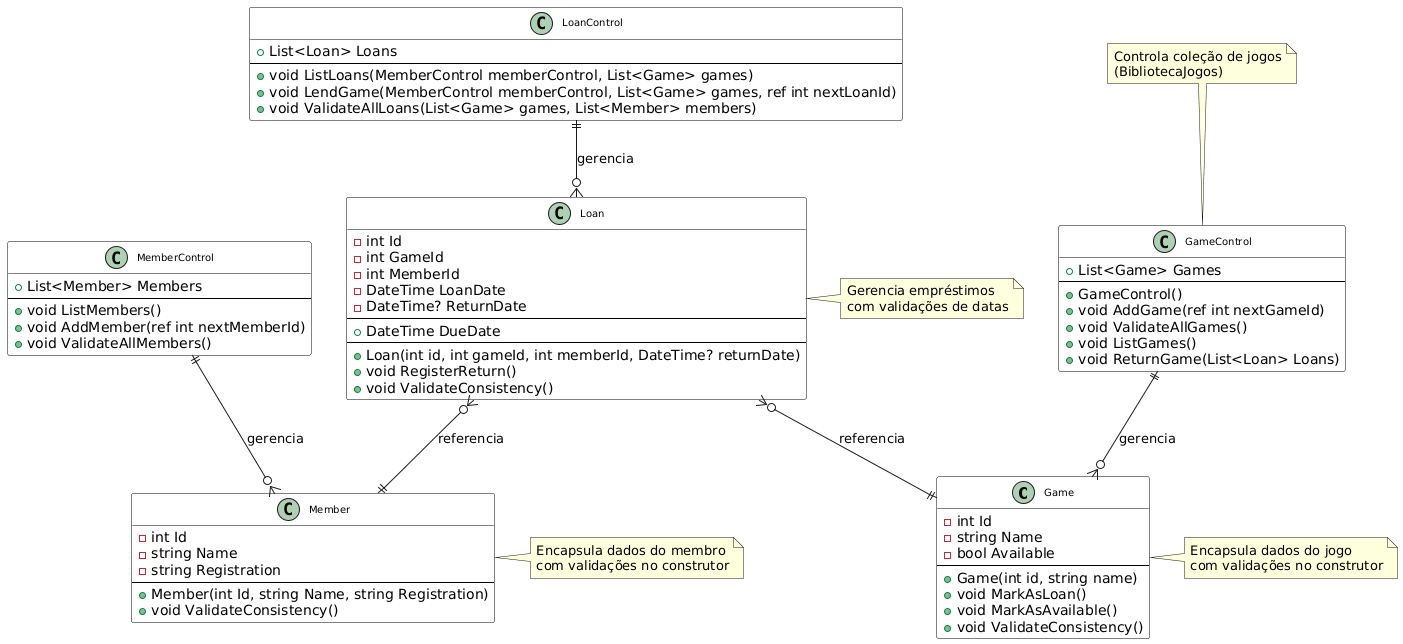 C LoanControl
List<Loan> Loans
void ListLoans(MemberControl memberControl, List<Game> games)
void LendGame(MemberControl memberControl, List<Game> games, ref int nextLoanId)
void ValidateAllLoans(List<Game> games, List<Member> members)
Controla coleção de jogos
(BibliotecaJogos)
gerencia
C Loan
int Id
int GameId
int MemberId
DateTime LoanDate
DateTime? ReturnDate
DateTime DueDate
Loan(int id, int gameId, int memberId, DateTime? returnDate)
void RegisterReturn()
void ValidateConsistency()
Gerencia empréstimos
com validações de datas
C MemberControl
List<Member> Members
void ListMembers()
void AddMember(ref int nextMemberId)
void ValidateAllMembers()
C GameControl
List<Game> Games
GameControl()
void AddGame(ref int nextGameId)
void ValidateAllGames()
void ListGames()
void ReturnGame(List<Loan> Loans)
gerencia
referencia
referencia
gerencia
C Member
int Id
string Name
string Registration
Member(int Id, string Name, string Registration)
void ValidateConsistency()
Encapsula dados do membro
com validações no construtor
C Game
int Id
string Name
bool Available
Game(int id, string name)
void MarkAsLoan()
void MarkAsAvailable()
void ValidateConsistency()
Encapsula dados do jogo
com validações no construtor